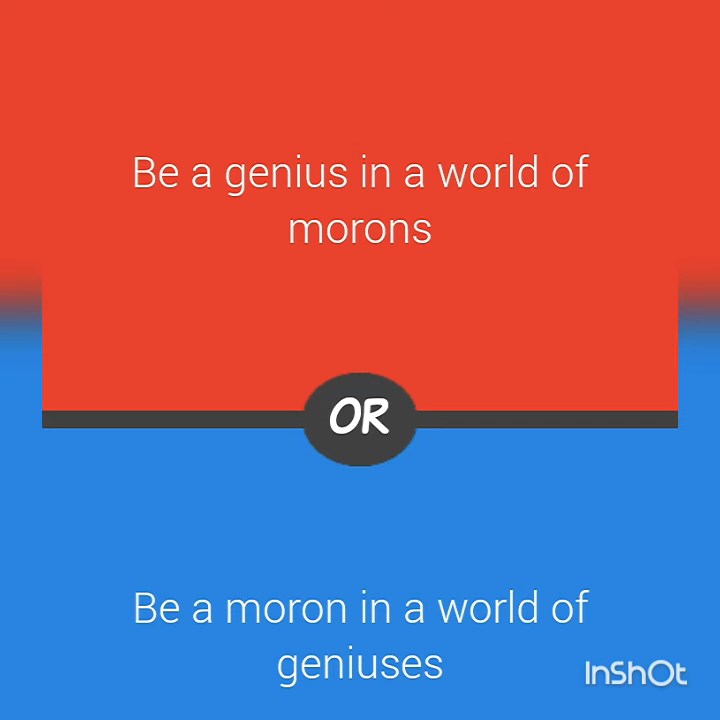 Be a genius in a world of
morons
OR
Be a moron in a world of
geniuses
InShOt